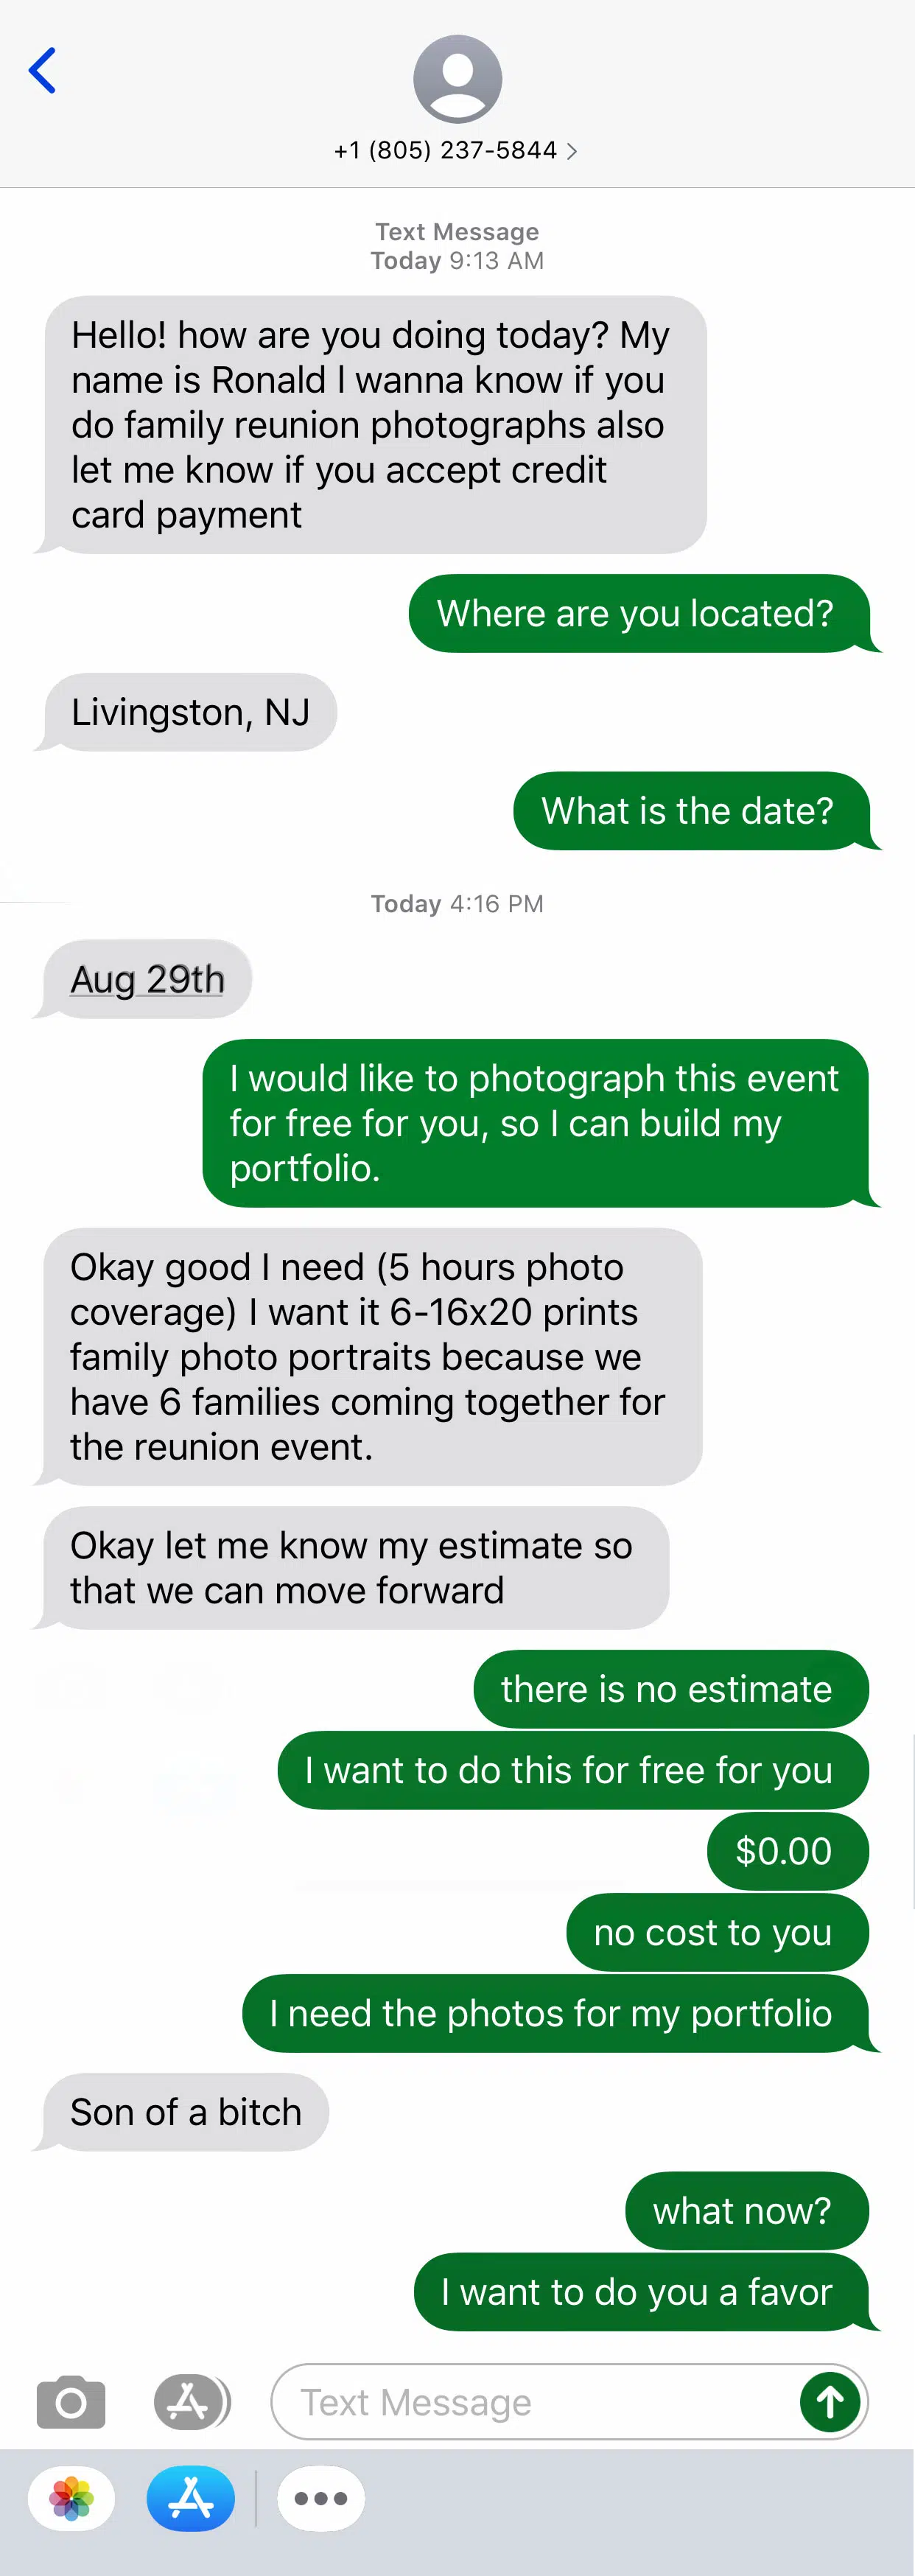 +1 (805) 237-5844
Text Message
Today 9:13 AM
Hello! how are you doing today? My
name is Ronald I wanna know if you
do family reunion photographs also
let me know if you accept credit
card payment
Where are you located?
Livingston, NJ
What is the date?
Today 4:16 PM
Aug 29th
I would like to photograph this event
for free for you, so I can build my
portfolio.
Okay good I need (5 hours photo
coverage) I want it 6-16x20 prints
family photo portraits because we
have 6 families coming together for
the reunion event.
Okay let me know my estimate so
that we can move forward
there is no estimate
I want to do this for free for you
$0.00
no cost to you
I need the photos for my portfolio
Son of a bitch
what now?
I want to do you a favor
Text Message